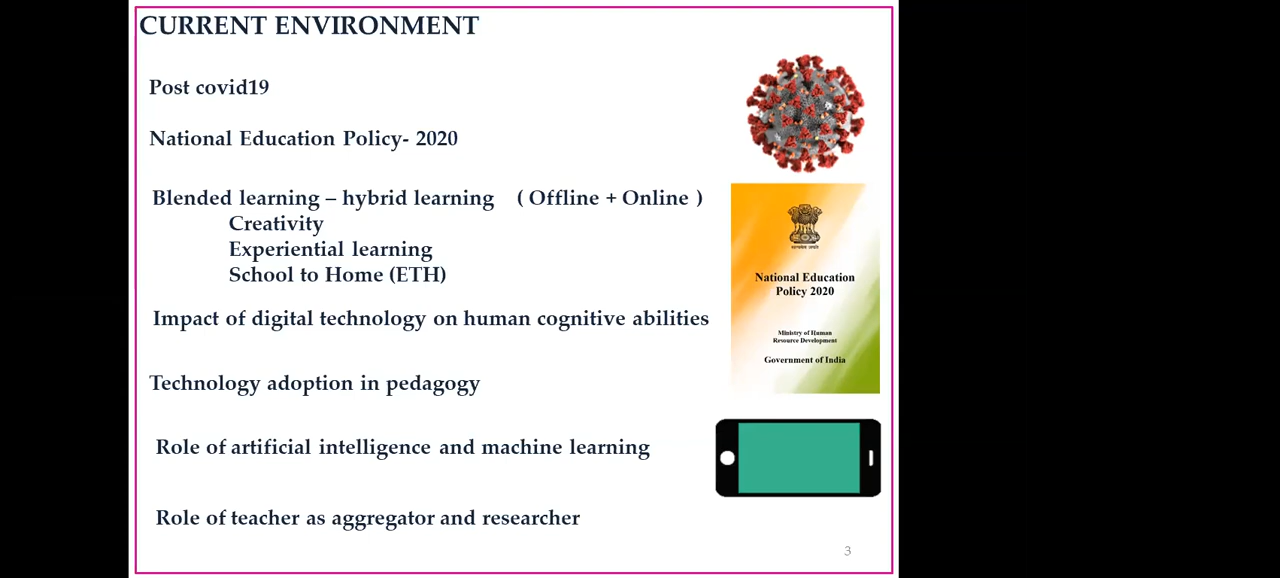 CURRENT ENVIRONMENT
Post covid19
National Education Policy- 2020
Blended learning – hybrid learning ( Offline + Online )
Creativity
Experiential learning
School to Home (ETH)
Impact of digital technology on human cognitive abilities
Technology adoption in pedagogy
Role of artificial intelligence and machine learning
Role of teacher as aggregator and researcher
National Education
Policy 2020
Ministry of Human
Resource Development
Government of India
3